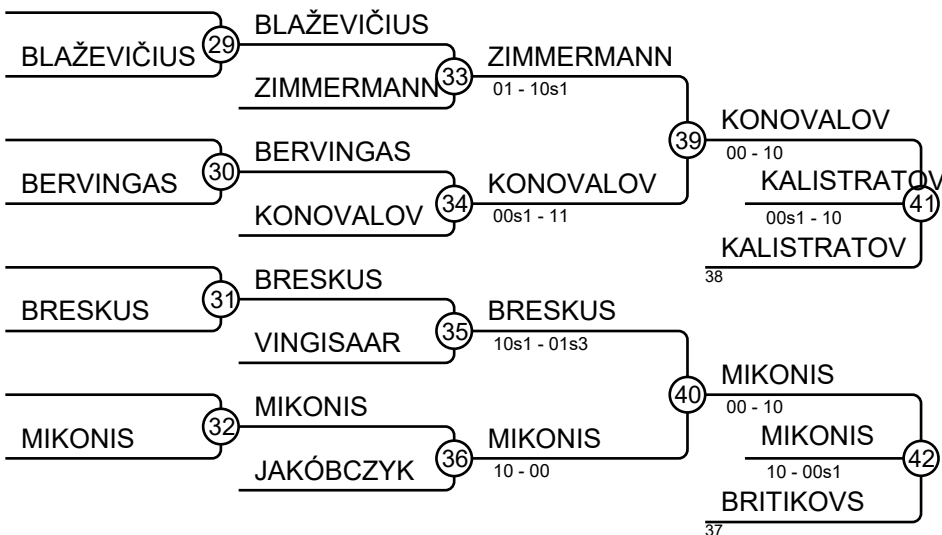 BLAŽEVIČIUS
29
BLAŽEVIČIUS
ZIMMERMANN
33
ZIMMERMANN
01 - 10s1
BERVINGAS
30
BERVINGAS
KONOVALOV
34
KONOVALOV
00s1 - 11
39
KONOVALOV
00 - 10
KALISTRATOV
00s1 - 10
41
KALISTRATOV
38
BRESKUS
31
BRESKUS
VINGISAAR
35
BRESKUS
10s1 - 01s3
MIKONIS
32
MIKONIS
JAKÓBCZYK
36
MIKONIS
10 - 00
40
MIKONIS
00 - 10
MIKONIS
10 - 00s1
42
BRITIKOVS
37